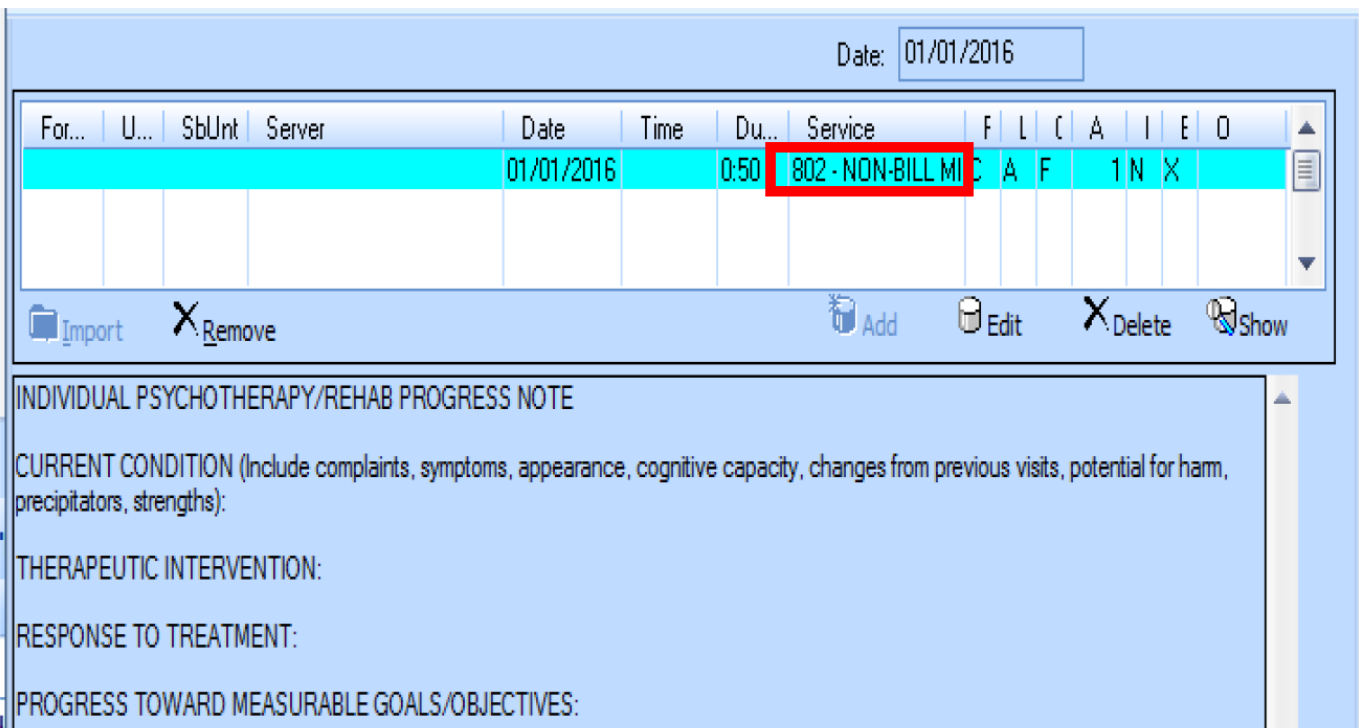 Date: 01/01/2016
For... U... SbUnt Server Date Time Du... Service F L C A I E O
01/01/2016 0:50 802 - NON-BILL MI C A F 1 N X
Import Remove Add Edit Delete Show
INDIVIDUAL PSYCHOTHERAPY/REHAB PROGRESS NOTE
CURRENT CONDITION (Include complaints, symptoms, appearance, cognitive capacity, changes from previous visits, potential for harm,
precipitators, strengths):
THERAPEUTIC INTERVENTION:
RESPONSE TO TREATMENT:
PROGRESS TOWARD MEASURABLE GOALS/OBJECTIVES: